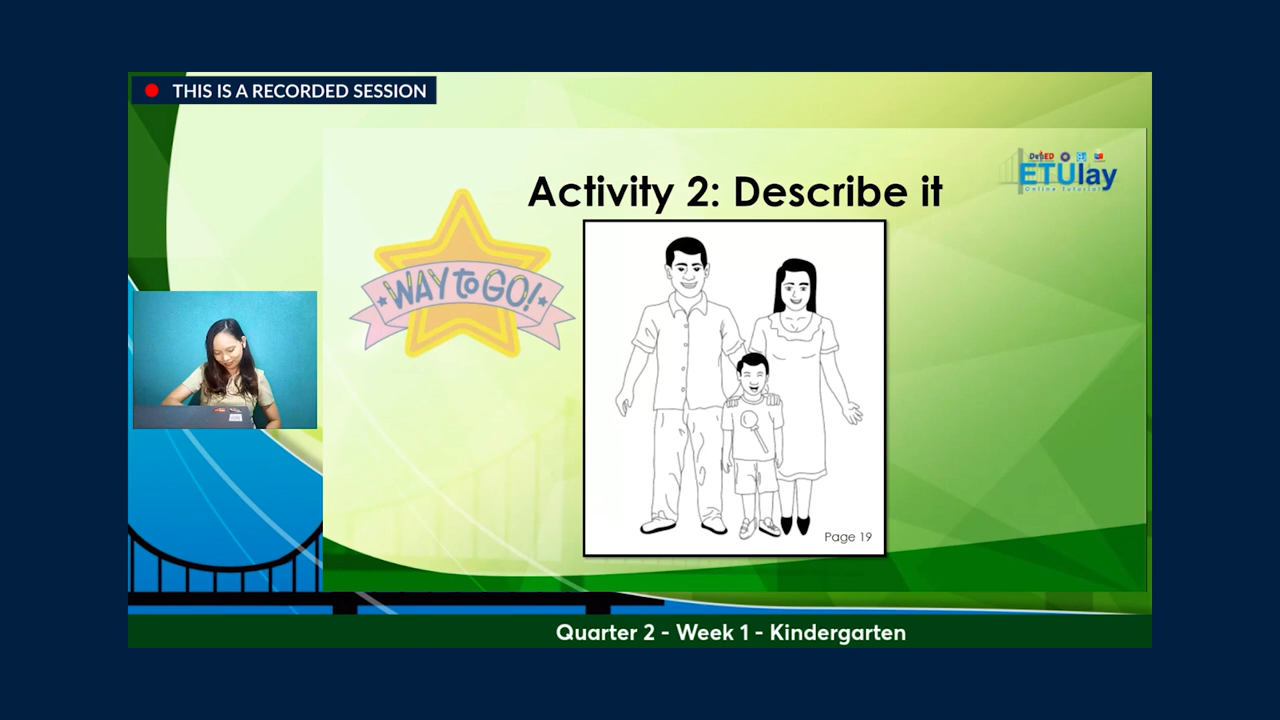 THIS IS A RECORDED SESSION
DepED
ETUlay
Online Tutorial
Activity 2: Describe it
WAY to GO!
Page 19
Quarter 2 - Week 1 - Kindergarten